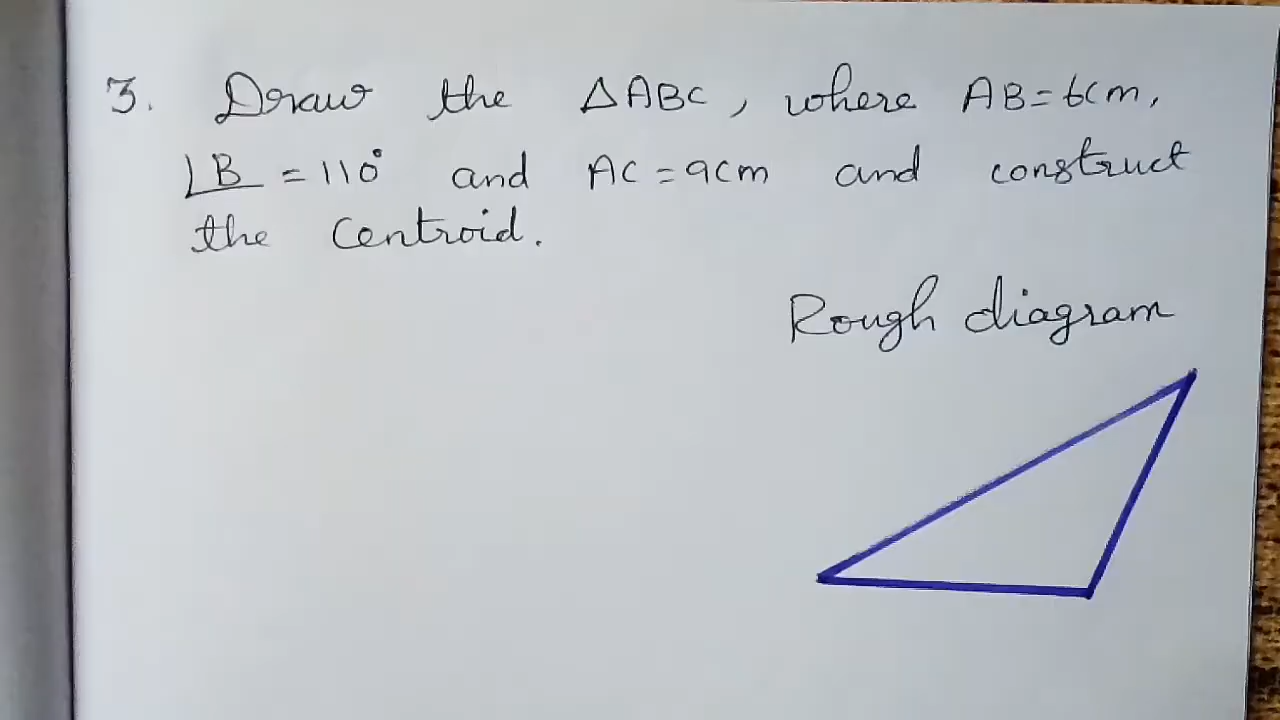 3. Draw the △ABC, where AB=6cm,
∠B = 110° and AC=9cm and construct
the Centroid.
Rough diagram